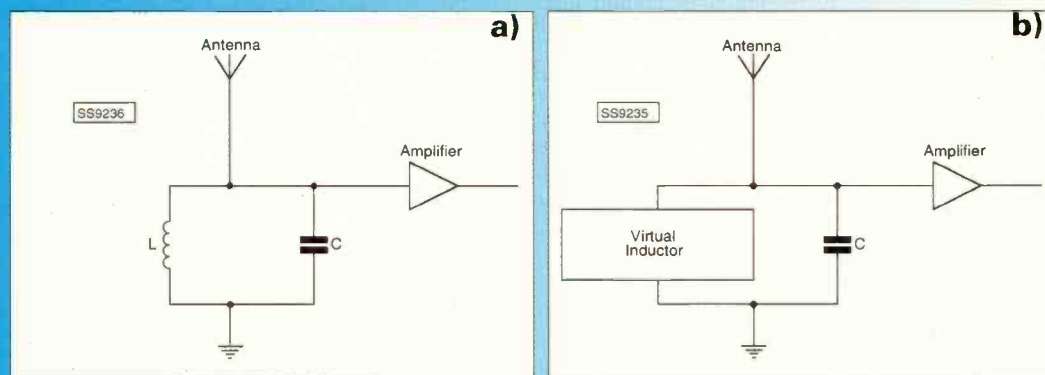 a)
Antenna
SS9236
Amplifier
L
C
b)
Antenna
SS9235
Amplifier
Virtual
Inductor
C